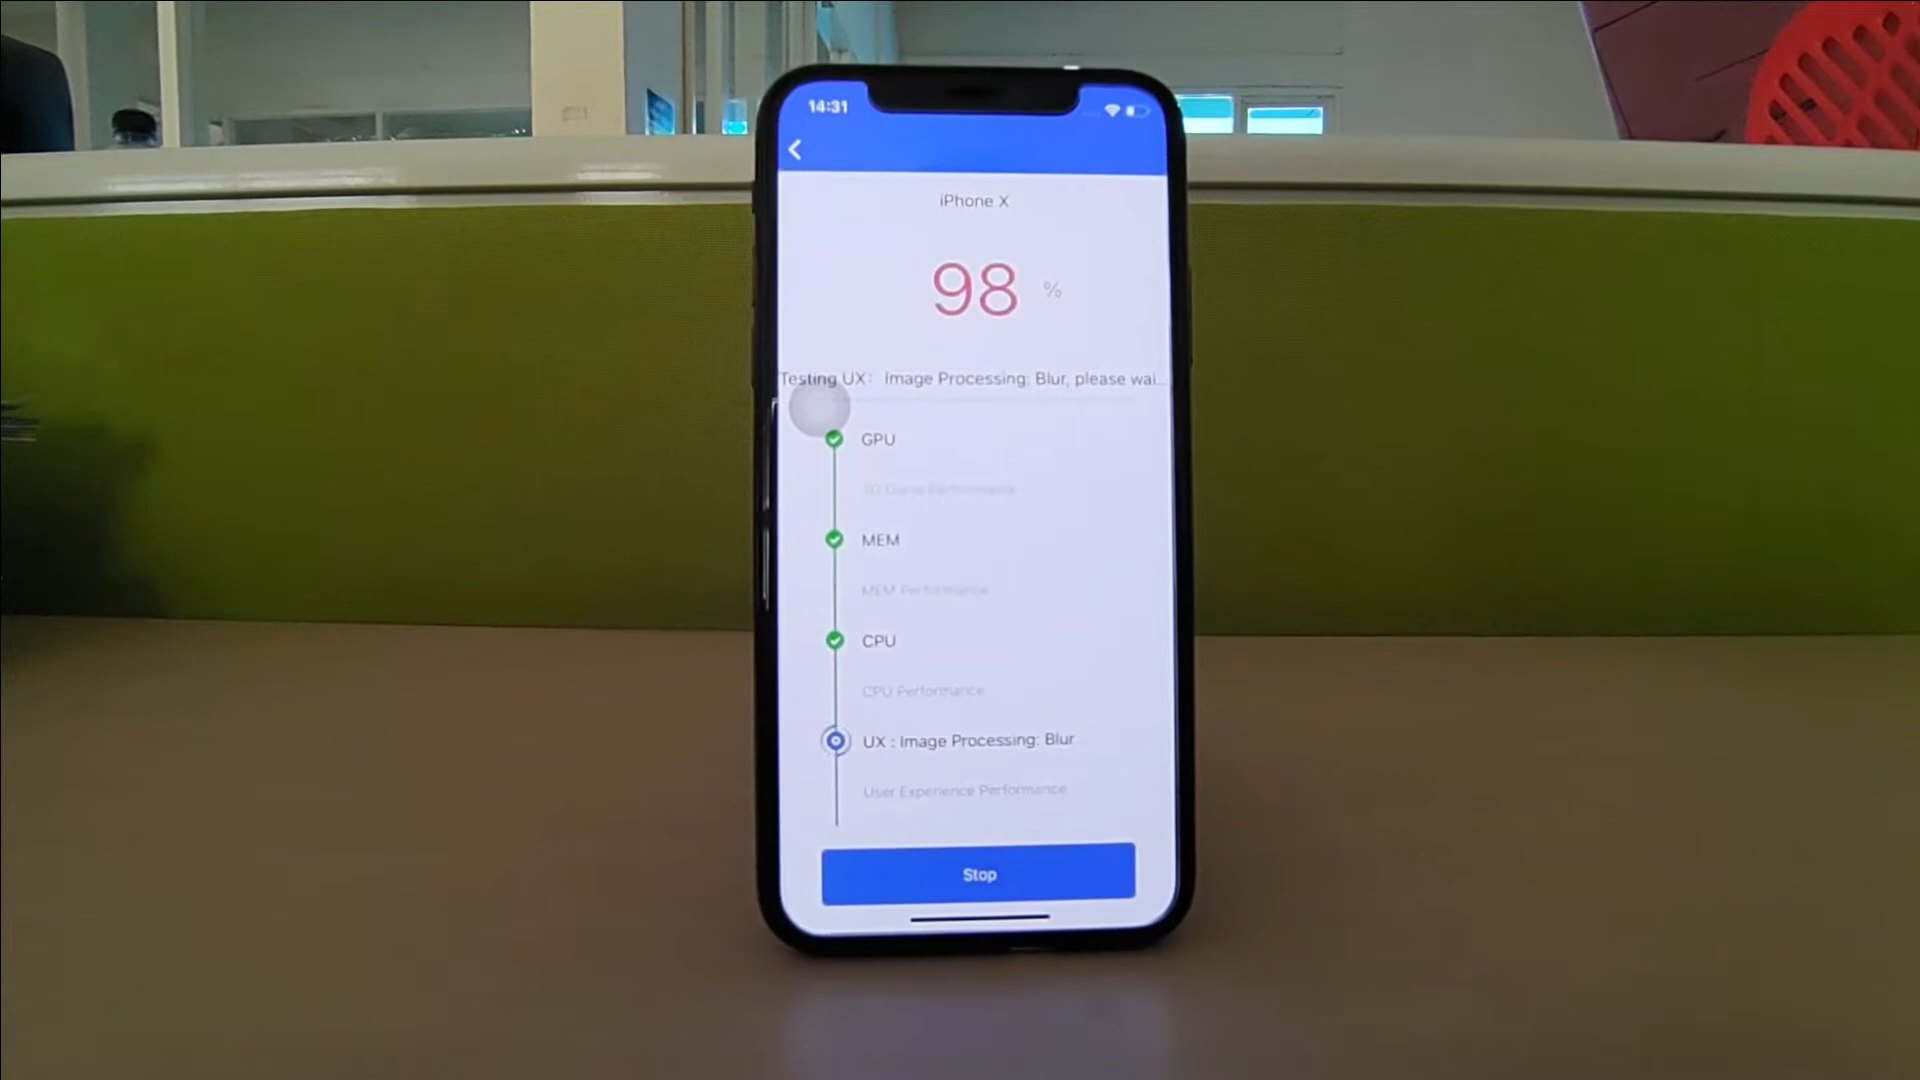 14:31
iPhone X
98 %
Testing UX: Image Processing: Blur, please wai...
GPU
3D Game Performance
MEM
MEM Performance
CPU
CPU Performance
UX : Image Processing: Blur
User Experience Performance
Stop